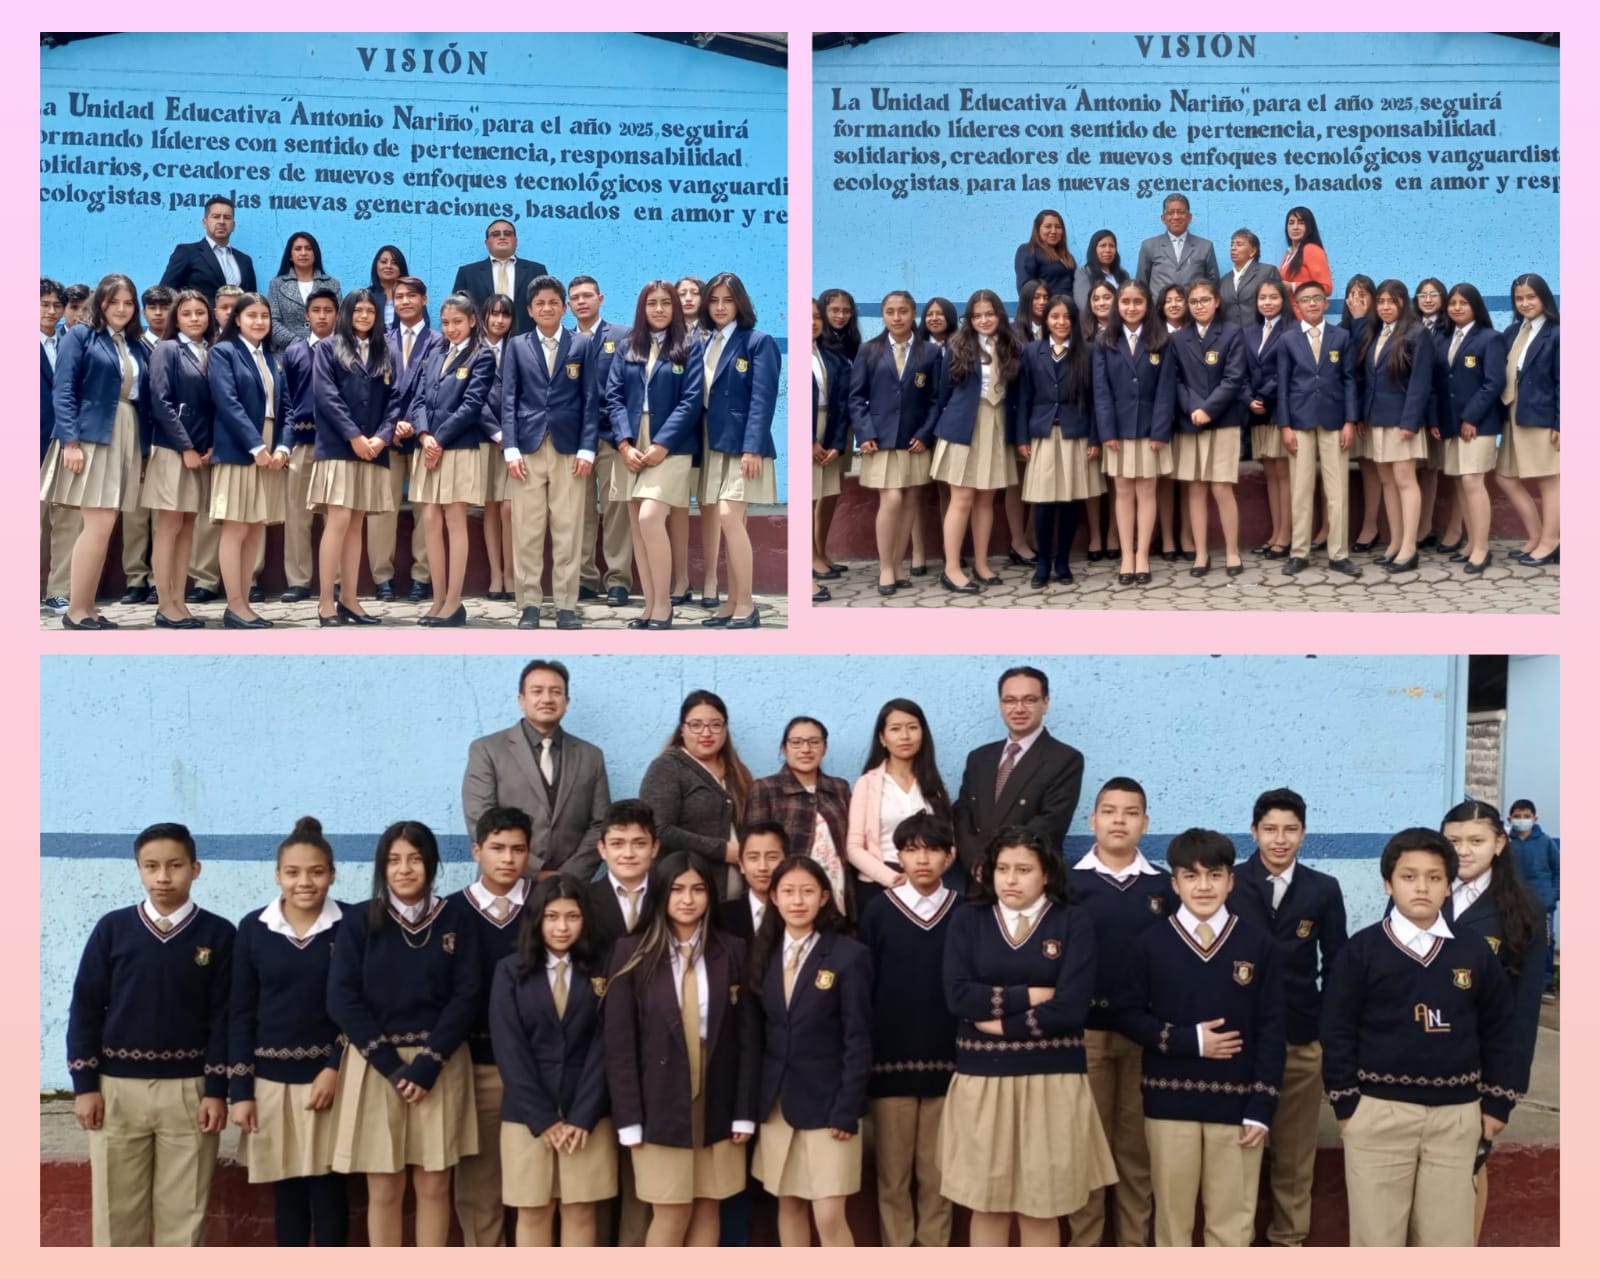 VISIÓN
a Unidad Educativa "Antonio Nariño", para el año 2025, seguirá
ormando líderes con sentido de pertenencia, responsabilidad
olidarios, creadores de nuevos enfoques tecnológicos vanguardi
cologistas para las nuevas generaciones, basados en amor y re
VISIÓN
La Unidad Educativa "Antonio Nariño", para el año 2025, seguirá
formando líderes con sentido de pertenencia, responsabilidad
solidarios, creadores de nuevos enfoques tecnológicos vanguardist
ecologistas para las nuevas generaciones, basados en amor y resp
ANL